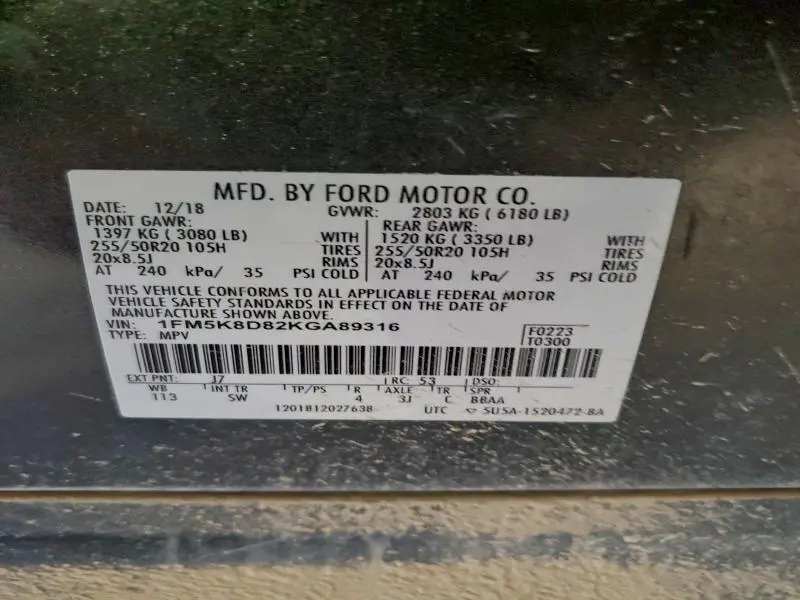 MFD. BY FORD MOTOR CO.
DATE: 12/18 GVWR: 2803 KG ( 6180 LB)
FRONT GAWR: REAR GAWR:
1397 KG ( 3080 LB) WITH 1520 KG ( 3350 LB) WITH
255/50R20 105H TIRES 255/50R20 105H TIRES
20x8.5J RIMS 20x8.5J RIMS
AT 240 kPa/ 35 PSI COLD AT 240 kPa/ 35 PSI COLD
THIS VEHICLE CONFORMS TO ALL APPLICABLE FEDERAL MOTOR
VEHICLE SAFETY STANDARDS IN EFFECT ON THE DATE OF
MANUFACTURE SHOWN ABOVE.
VIN: 1FM5K8D82KGA89316 F0223
TYPE: MPV T0300
EXT PNT: J7 RC: 53 DSO:
WB INT TR TP/PS R AXLE TR SPR
113 SW 4 3J C BBAA
1201812027638 UTC 5U5A-1520472-BA